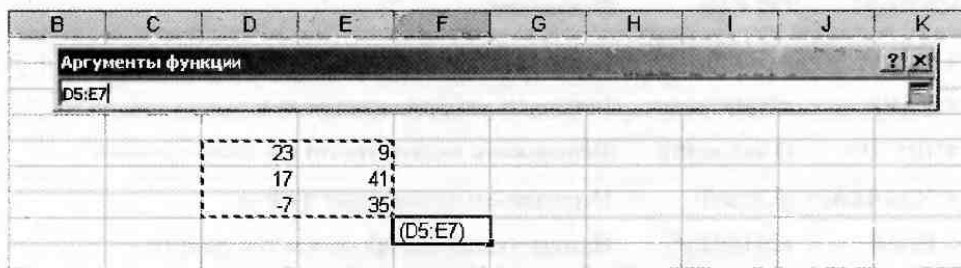 B C D E F G H I J K
Аргументы функции
D5:E7
23 9
17 41
-7 35
(D5:E7)